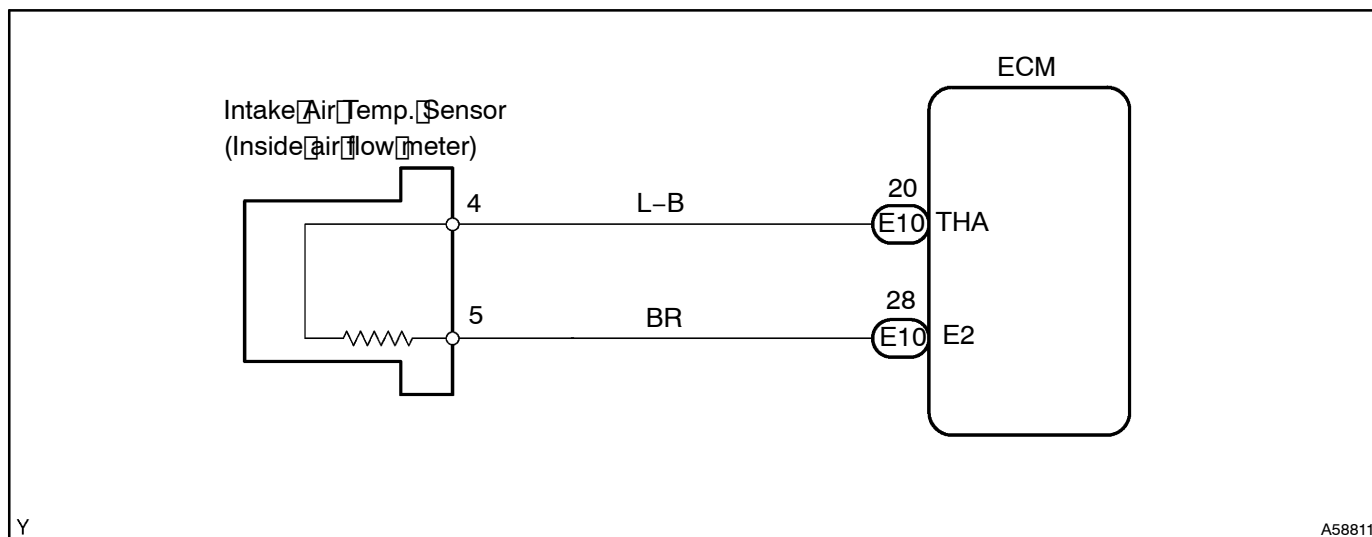 ECM
Intake Air Temp. Sensor
(Inside air flow meter)
4
L−B
20
E10
THA
5
BR
28
E10
E2
Y
A58811